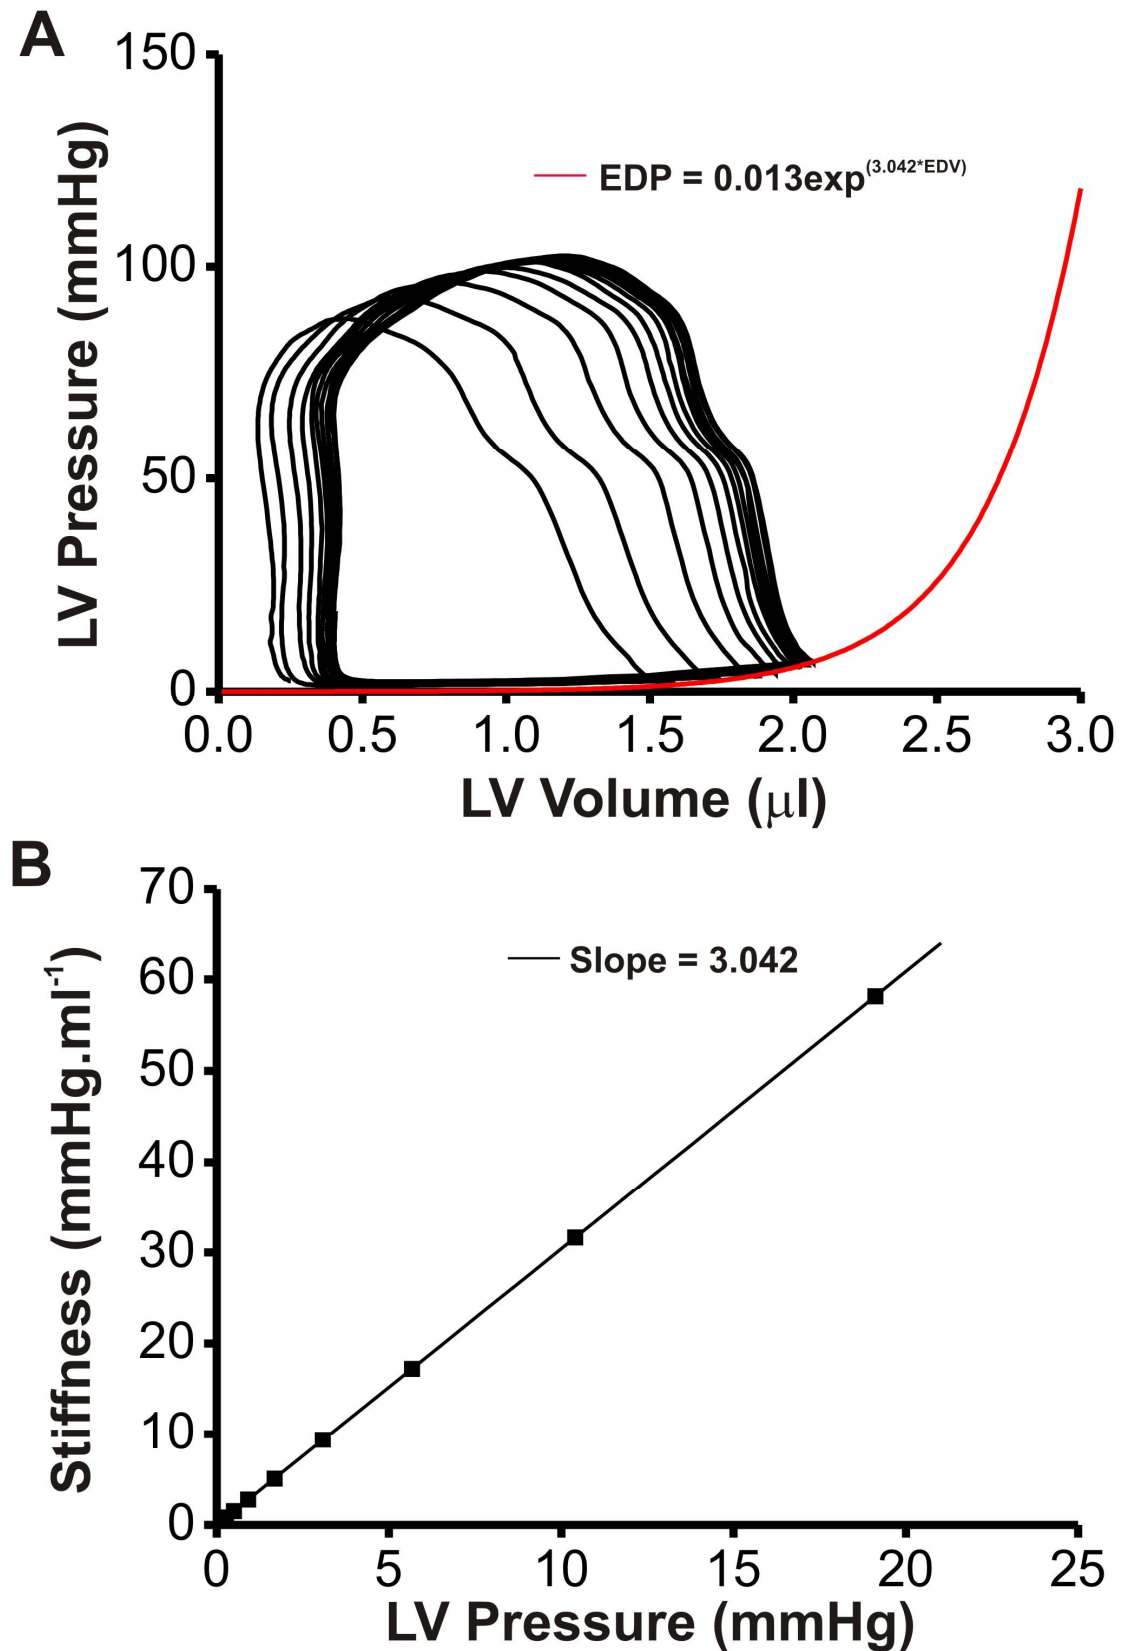 A
150
100
50
0
LV Pressure (mmHg)
EDP = 0.013exp(3.042*EDV)
0.0 0.5 1.0 1.5 2.0 2.5 3.0
LV Volume (μl)
B
70
60
50
40
30
20
10
0
Stiffness (mmHg.ml-1)
Slope = 3.042
0 5 10 15 20 25
LV Pressure (mmHg)